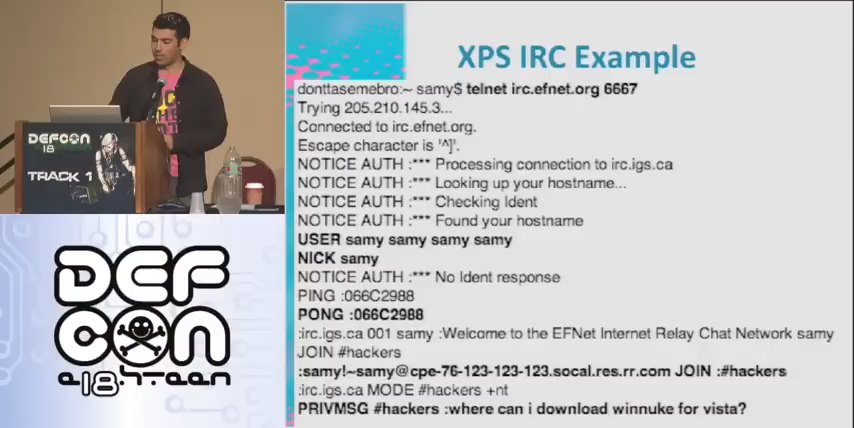 DEFCON
18
TRACK 1
DEF
CON
e18hteen
XPS IRC Example
donttasemebro:~ samy$ telnet irc.efnet.org 6667
Trying 205.210.145.3...
Connected to irc.efnet.org.
Escape character is '^]'.
NOTICE AUTH :*** Processing connection to irc.igs.ca
NOTICE AUTH :*** Looking up your hostname...
NOTICE AUTH :*** Checking Ident
NOTICE AUTH :*** Found your hostname
USER samy samy samy samy
NICK samy
NOTICE AUTH :*** No Ident response
PING :066C2988
PONG :066C2988
:irc.igs.ca 001 samy :Welcome to the EFNet Internet Relay Chat Network samy
JOIN #hackers
:samy!~samy@cpe-76-123-123-123.socal.res.rr.com JOIN :#hackers
:irc.igs.ca MODE #hackers +nt
PRIVMSG #hackers :where can i download winnuke for vista?